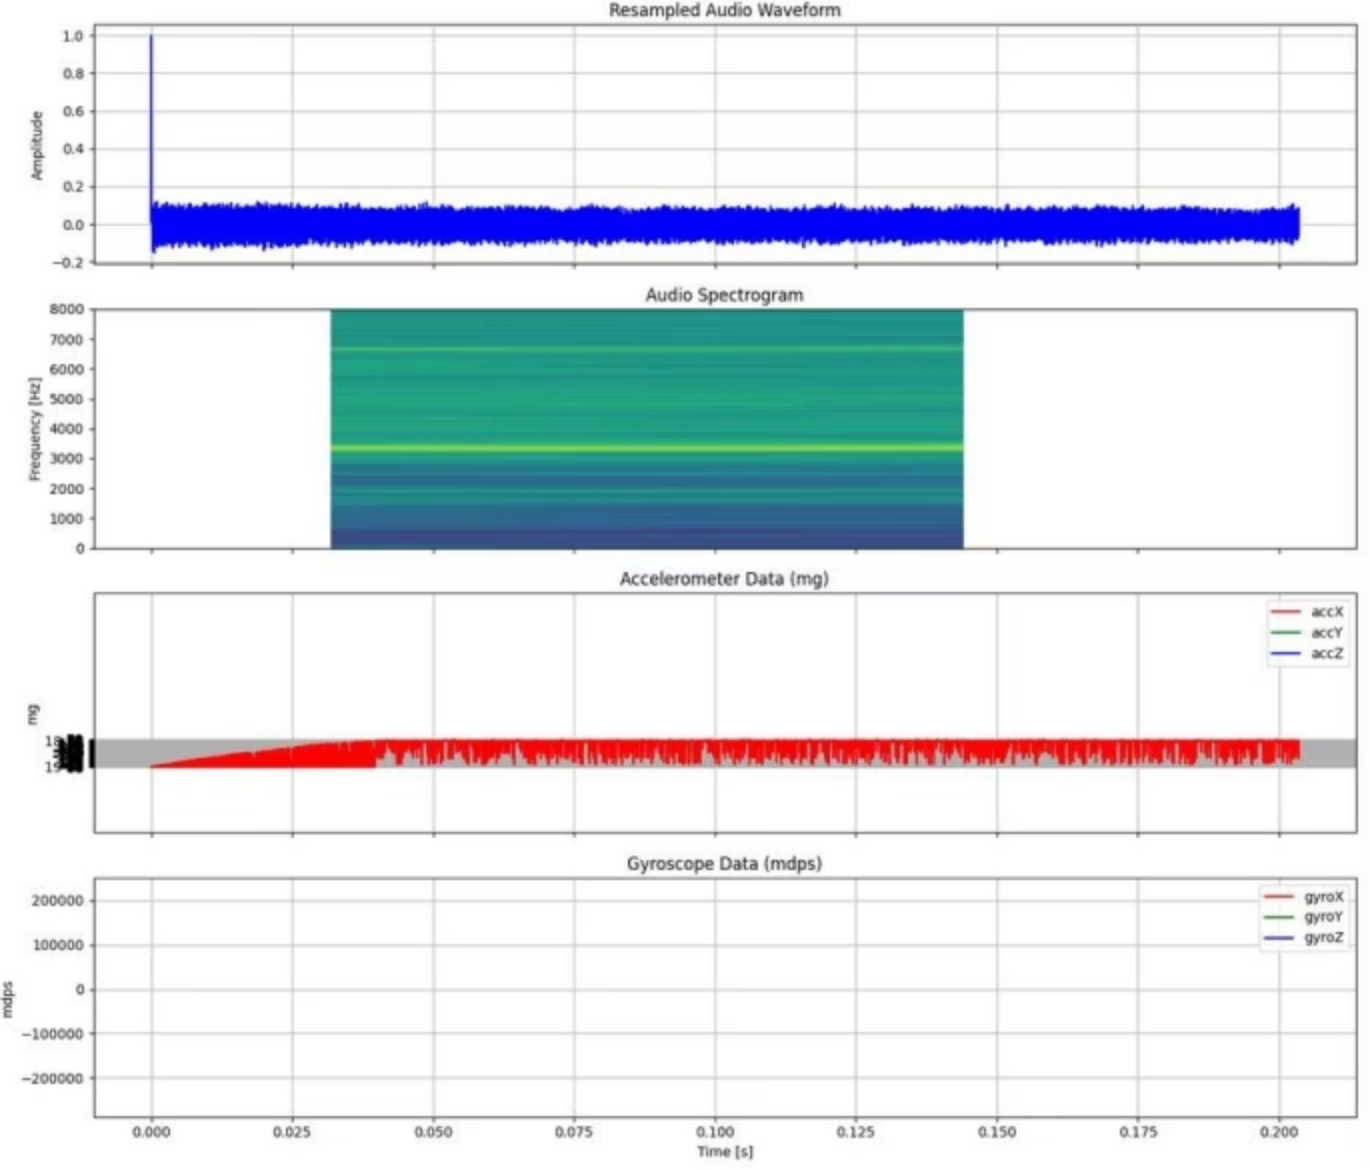 Resampled Audio Waveform
1.0
0.8
0.6
0.4
0.2
0.0
−0.2
Amplitude
Audio Spectrogram
8000
7000
6000
5000
4000
3000
2000
1000
0
Frequency [Hz]
Accelerometer Data (mg)
accX
accY
accZ
mg
Gyroscope Data (mdps)
gyroX
gyroY
gyroZ
200000
100000
0
−100000
−200000
mdps
0.000 0.025 0.050 0.075 0.100 0.125 0.150 0.175 0.200
Time [s]